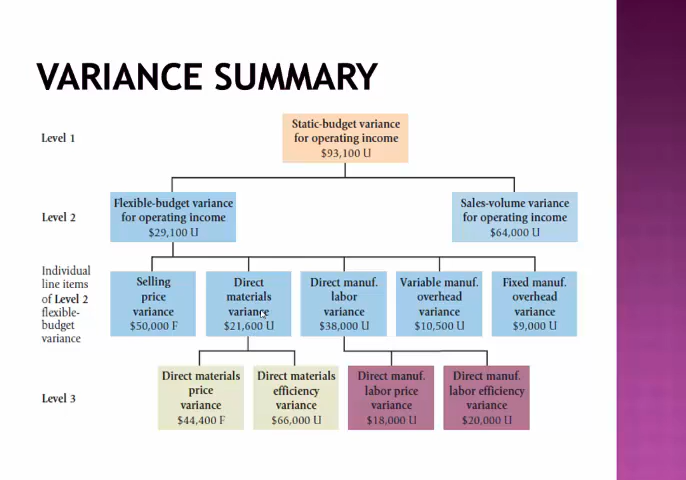 VARIANCE SUMMARY
Level 1
Static-budget variance
for operating income
$93,100 U
Level 2
Flexible-budget variance
for operating income
$29,100 U
Sales-volume variance
for operating income
$64,000 U
Individual
line items
of Level 2
flexible-
budget
variance
Selling
price
variance
$50,000 F
Direct
materials
variance
$21,600 U
Direct manuf.
labor
variance
$38,000 U
Variable manuf.
overhead
variance
$10,500 U
Fixed manuf.
overhead
variance
$9,000 U
Level 3
Direct materials
price
variance
$44,400 F
Direct materials
efficiency
variance
$66,000 U
Direct manuf.
labor price
variance
$18,000 U
Direct manuf.
labor efficiency
variance
$20,000 U